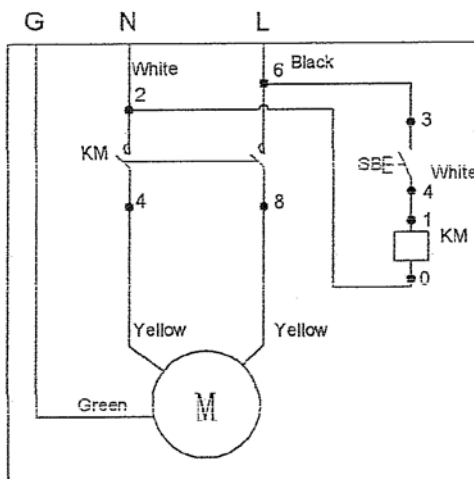 G N L
White
6 Black
2
3
KM
SBE
White
4
1
KM
0
4
8
Yellow Yellow
Green
M